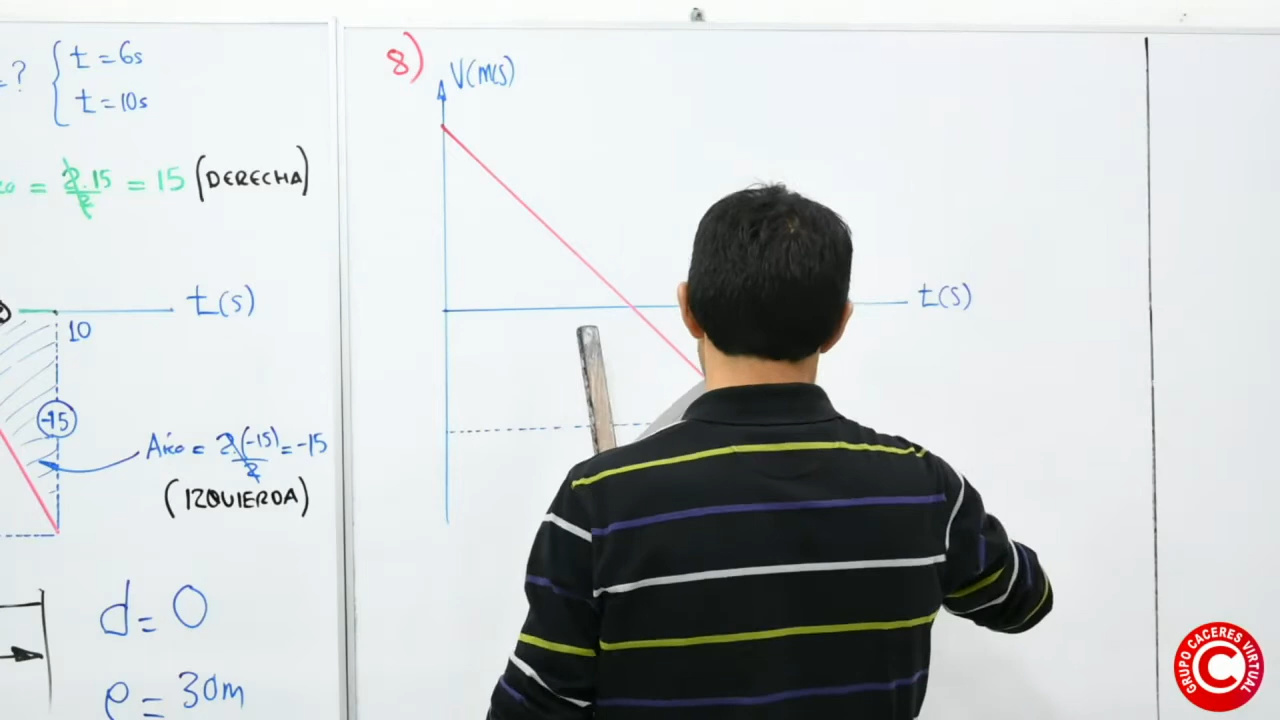 =? { t = 6s
t = 10s
= 2.15/2 = 15 (DERECHA)
t(s)
10
-15
Área = 2(-15)/2 = -15
(IZQUIERDA)
d = 0
e = 30m
8)
V(m/s)
t(s)
GRUPO CACERES VIRTUAL
C